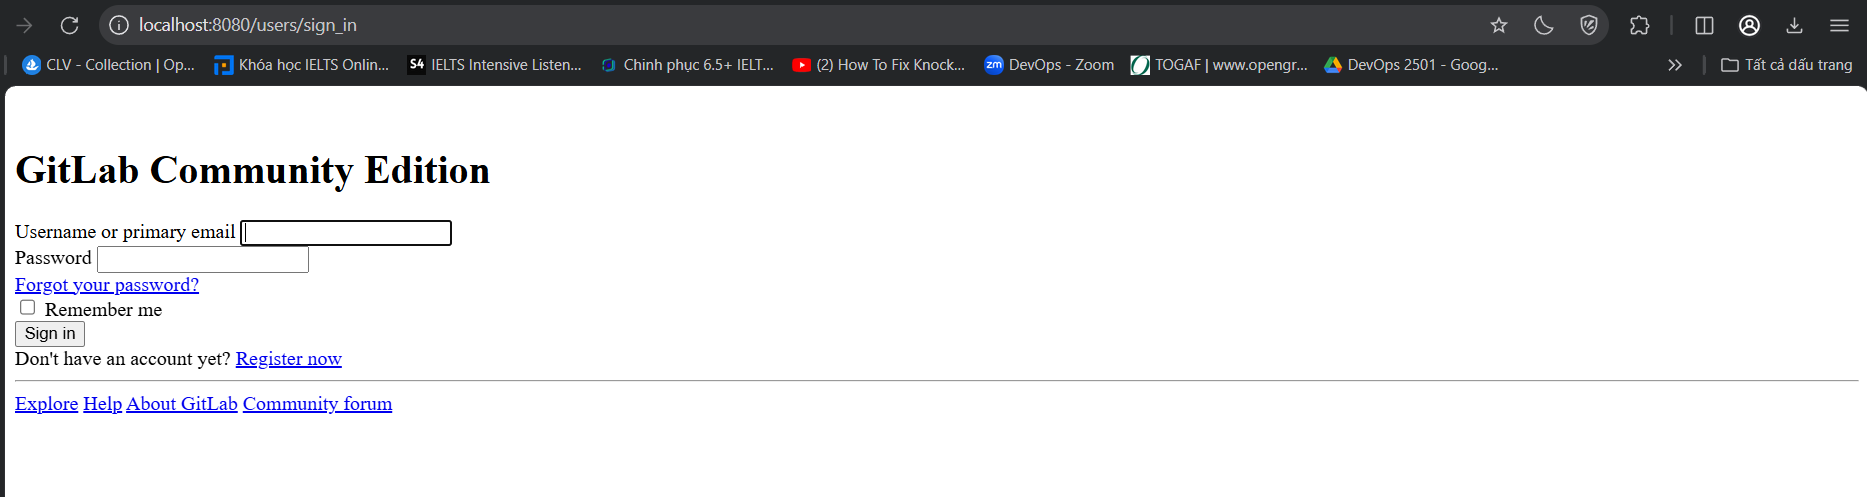 localhost:8080/users/sign_in
CLV - Collection | Op... Khóa học IELTS Onlin... S4 IELTS Intensive Listen... Chinh phục 6.5+ IELT... (2) How To Fix Knock... zm DevOps - Zoom TOGAF | www.opengr... DevOps 2501 - Goog... Tất cả dấu trang
GitLab Community Edition
Username or primary email
Password
Forgot your password?
Remember me
Sign in
Don't have an account yet? Register now
Explore Help About GitLab Community forum